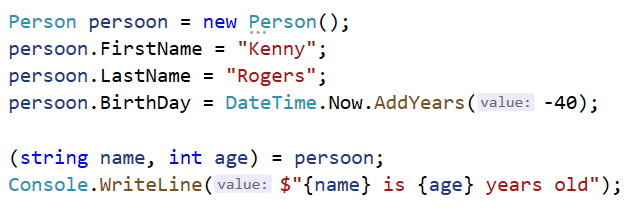 Person persoon = new Person();
persoon.FirstName = "Kenny";
persoon.LastName = "Rogers";
persoon.BirthDay = DateTime.Now.AddYears(value: -40);
(string name, int age) = persoon;
Console.WriteLine(value: $"{name} is {age} years old");